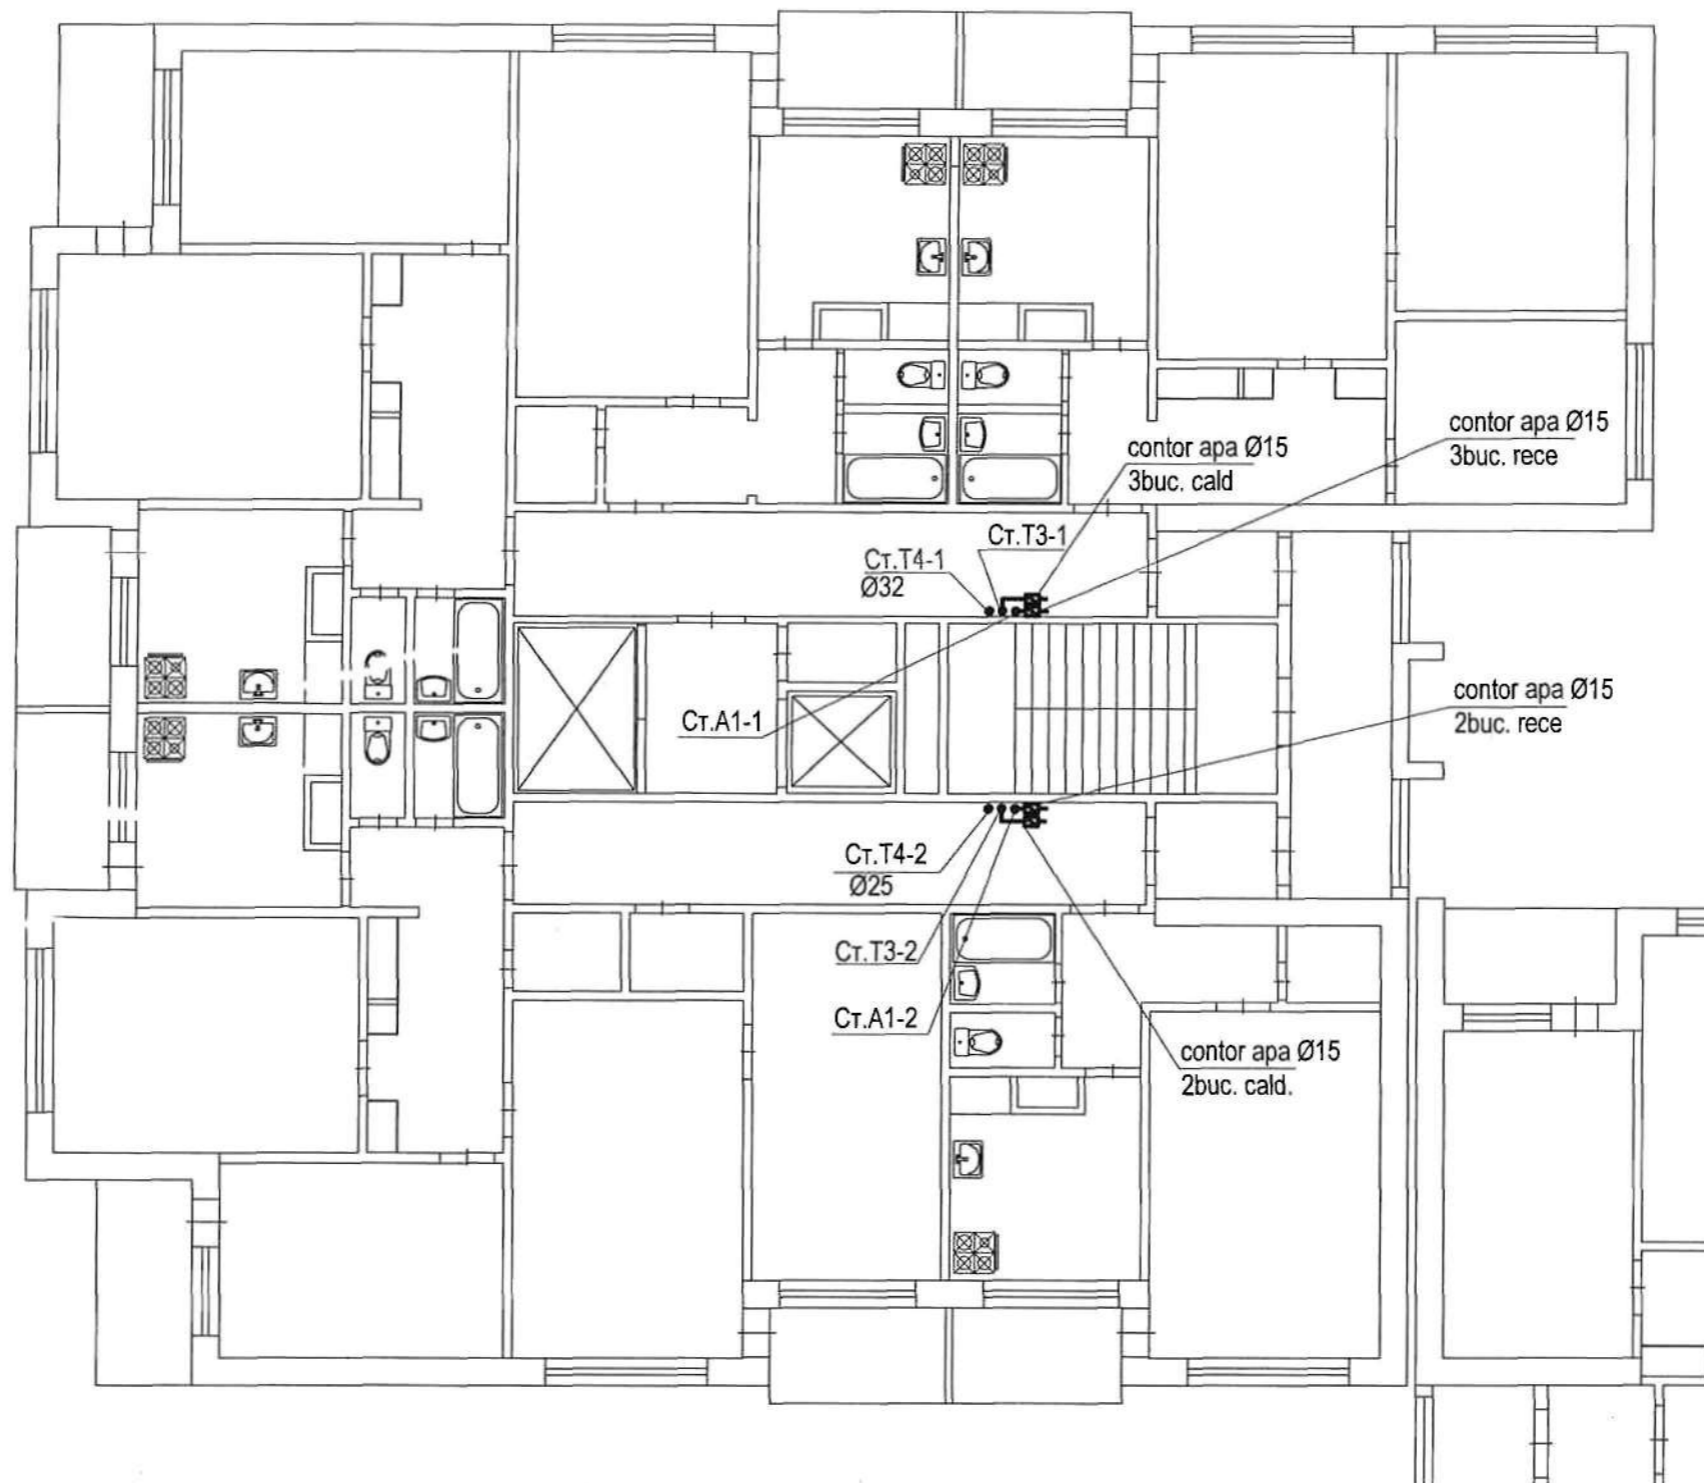 contor apa Ø15
3buc. rece
contor apa Ø15
3buc. cald
Ст.Т3-1
Ст.Т4-1
Ø32
Ст.А1-1
contor apa Ø15
2buc. rece
Ст.Т4-2
Ø25
Ст.Т3-2
Ст.А1-2
contor apa Ø15
2buc. cald.